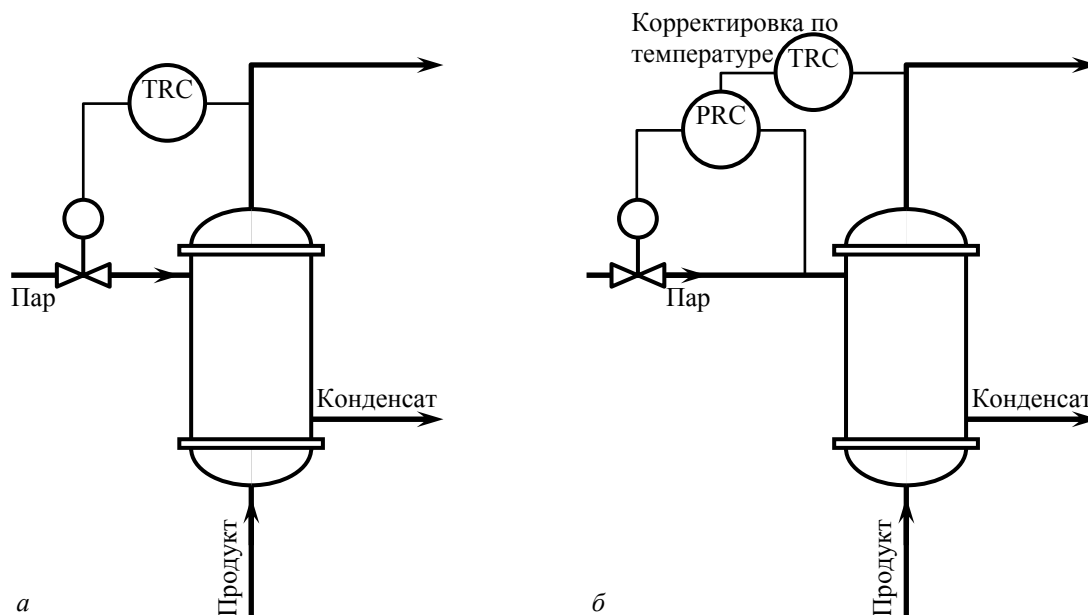 TRC
Пар
Конденсат
Продукт
а
Корректировка по
температуре
TRC
PRC
Пар
Конденсат
Продукт
б